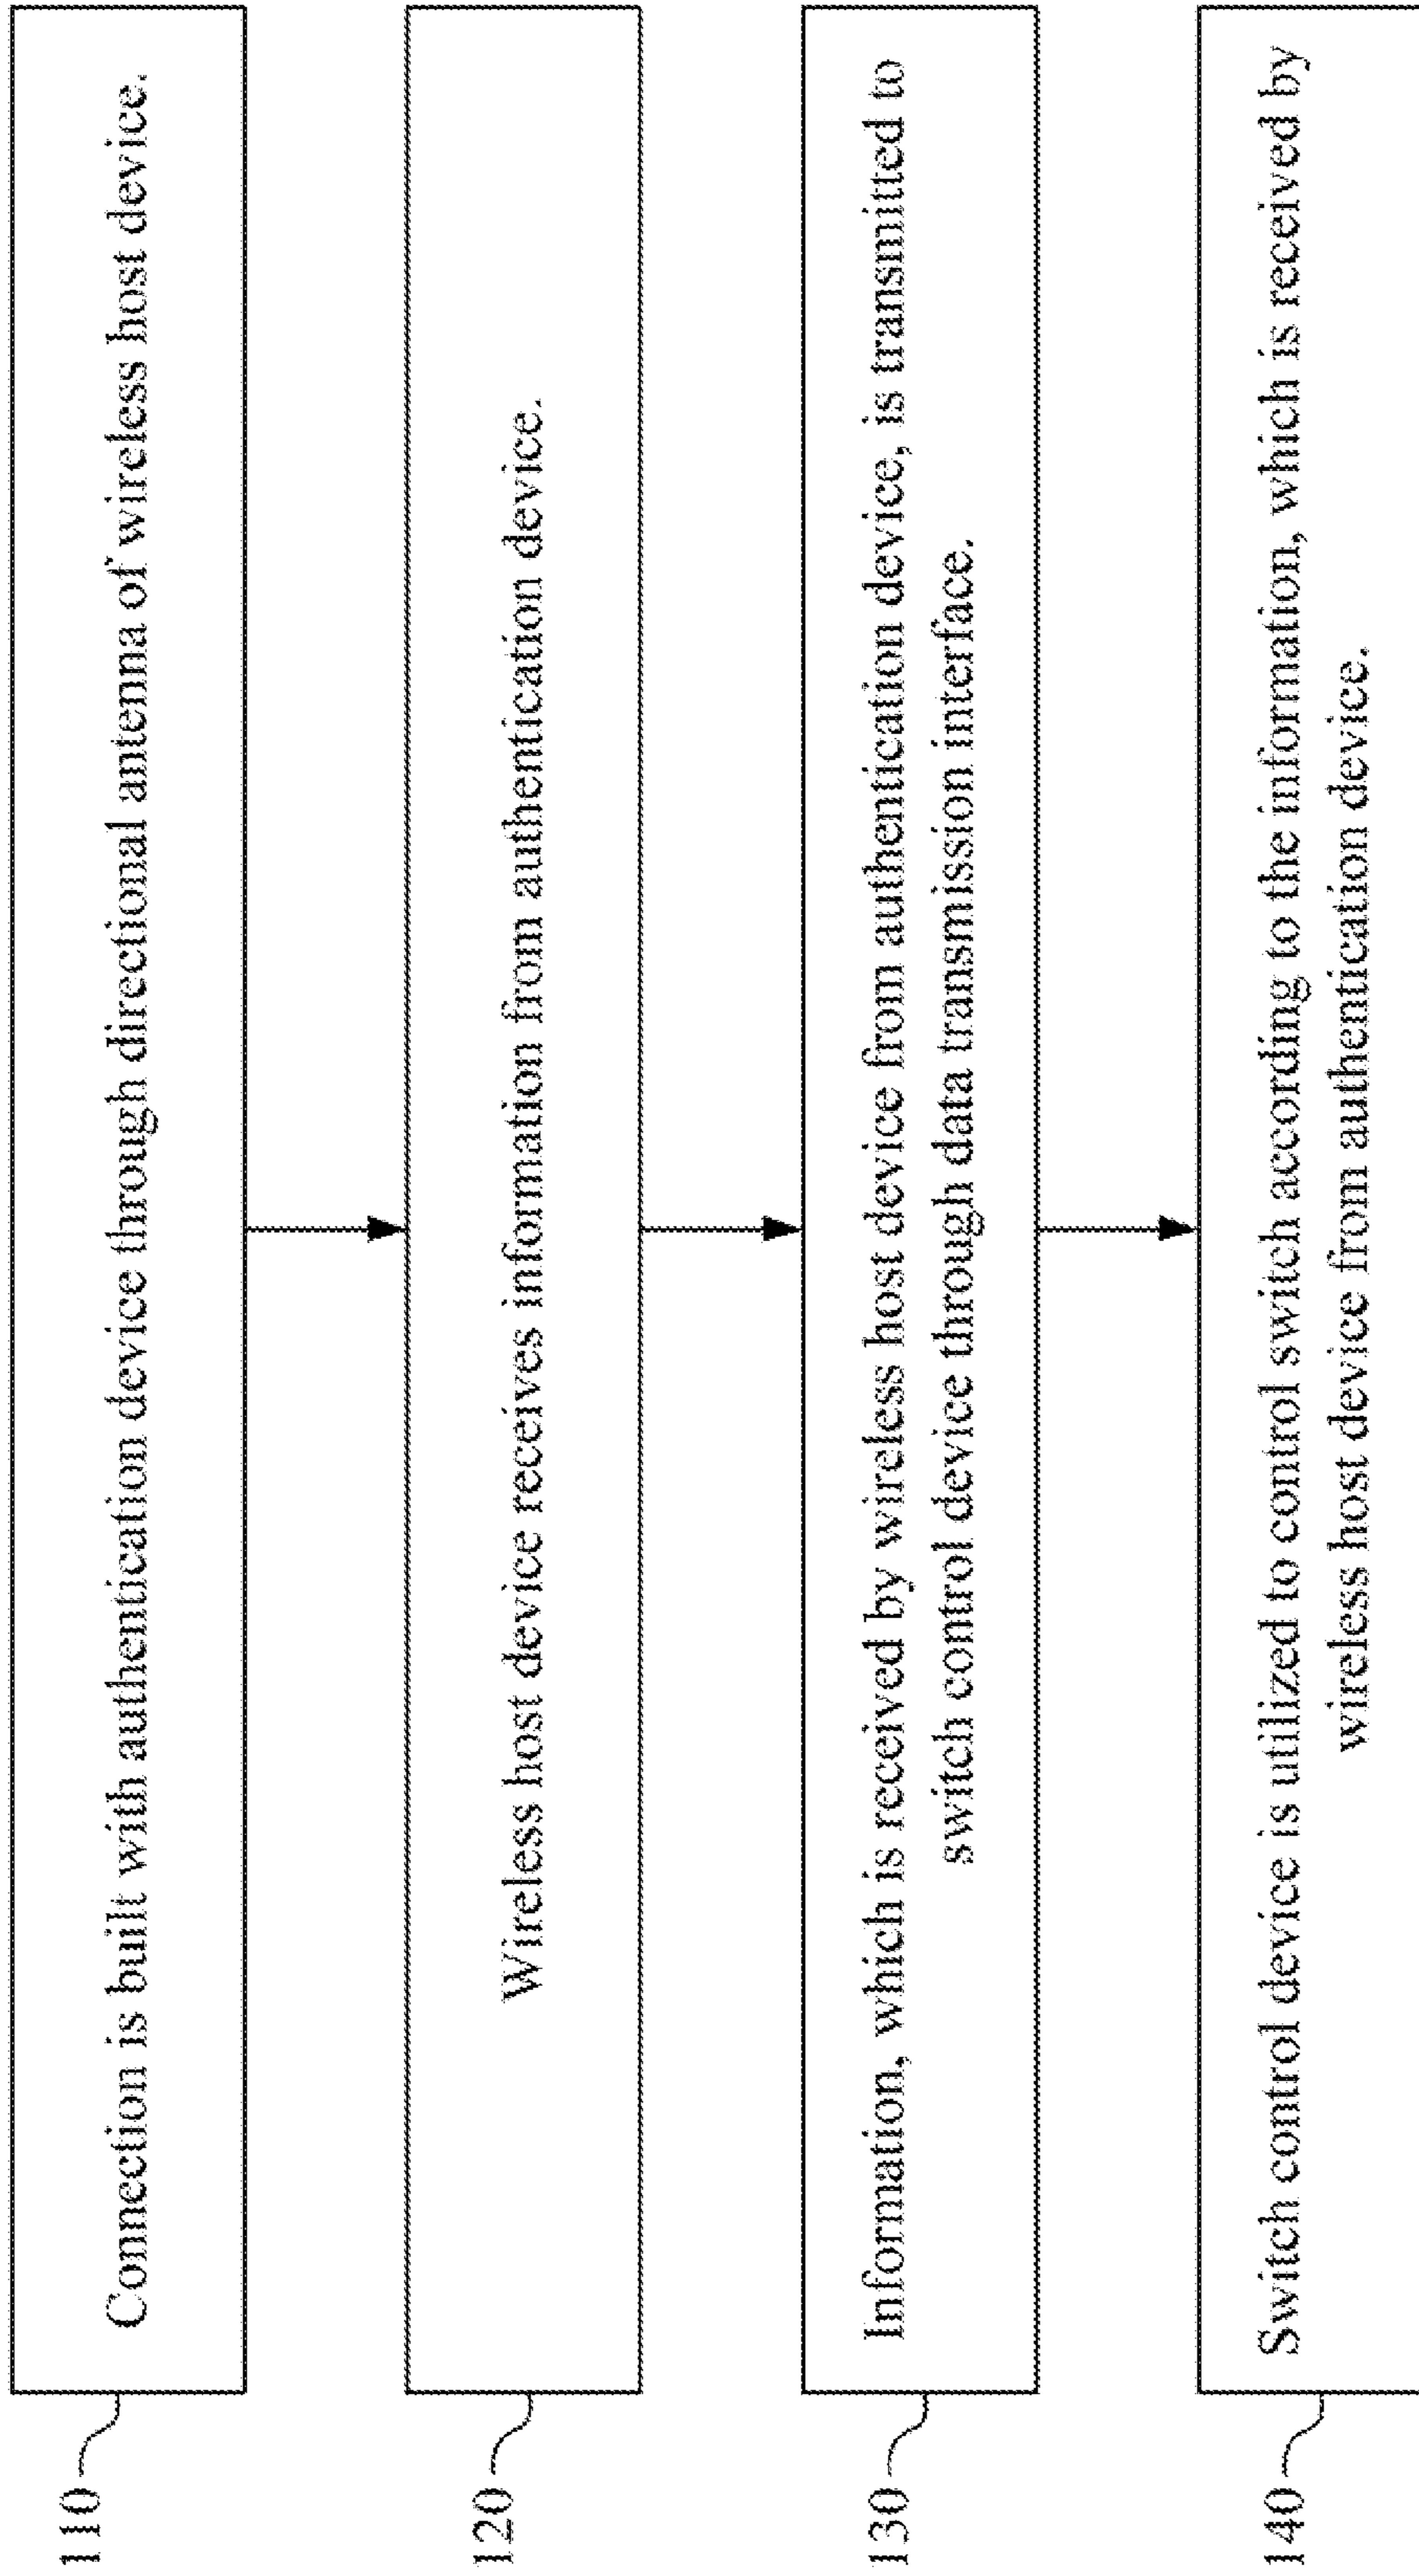 110
Connection is built with authentication device through directional antenna of wireless host device.
120
Wireless host device receives information from authentication device.
130
Information, which is received by wireless host device from authentication device, is transmitted to
switch control device through data transmission interface.
140
Switch control device is utilized to control switch according to the information, which is received by
wireless host device from authentication device.